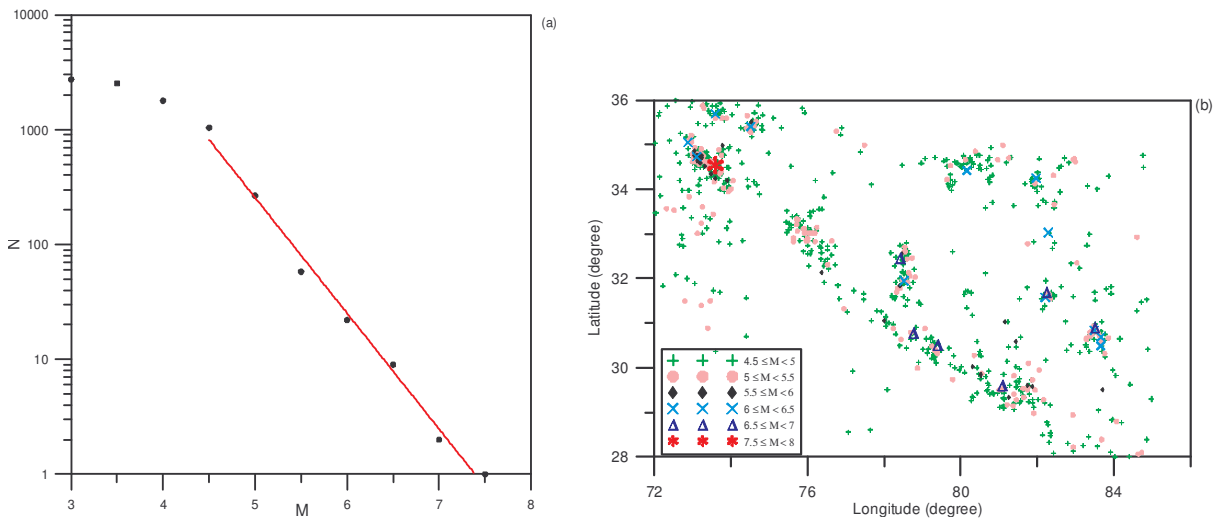 (a)
10000
1000
100
10
1
N
3 4 5 6 7 8
M
(b)
36
34
32
30
28
Latitude (degree)
4.5 ≤ M < 5
5 ≤ M < 5.5
5.5 ≤ M < 6
6 ≤ M < 6.5
6.5 ≤ M < 7
7.5 ≤ M < 8
72 76 80 84
Longitude (degree)